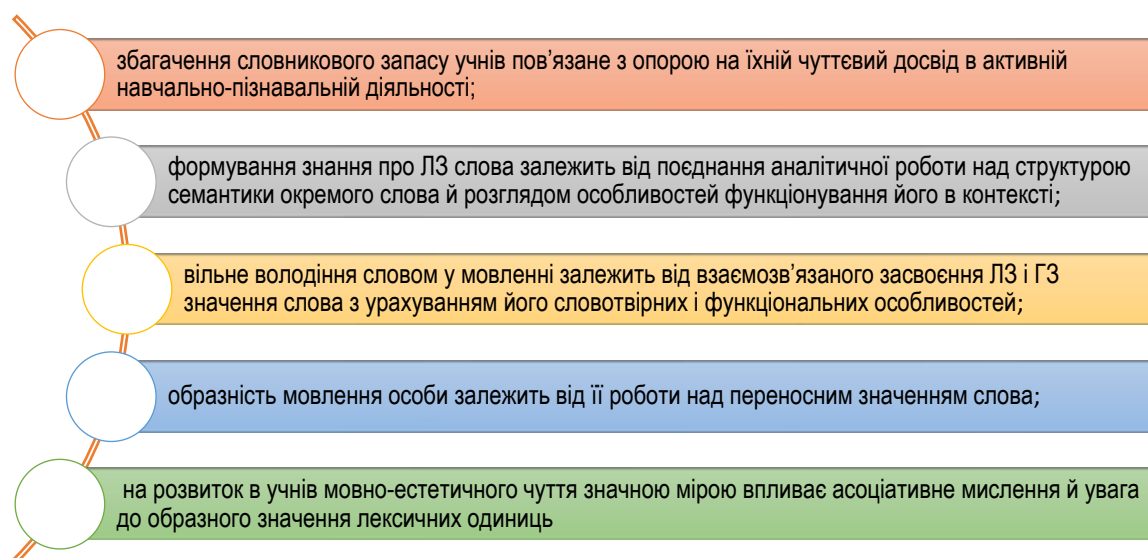 збагачення словникового запасу учнів пов’язане з опорою на їхній чуттєвий досвід в активній
навчально-пізнавальній діяльності;
формування знання про ЛЗ слова залежить від поєднання аналітичної роботи над структурою
семантики окремого слова й розглядом особливостей функціонування його в контексті;
вільне володіння словом у мовленні залежить від взаємозв’язаного засвоєння ЛЗ і ГЗ
значення слова з урахуванням його словотвірних і функціональних особливостей;
образність мовлення особи залежить від її роботи над переносним значенням слова;
на розвиток в учнів мовно-естетичного чуття значною мірою впливає асоціативне мислення й увага
до образного значення лексичних одиниць